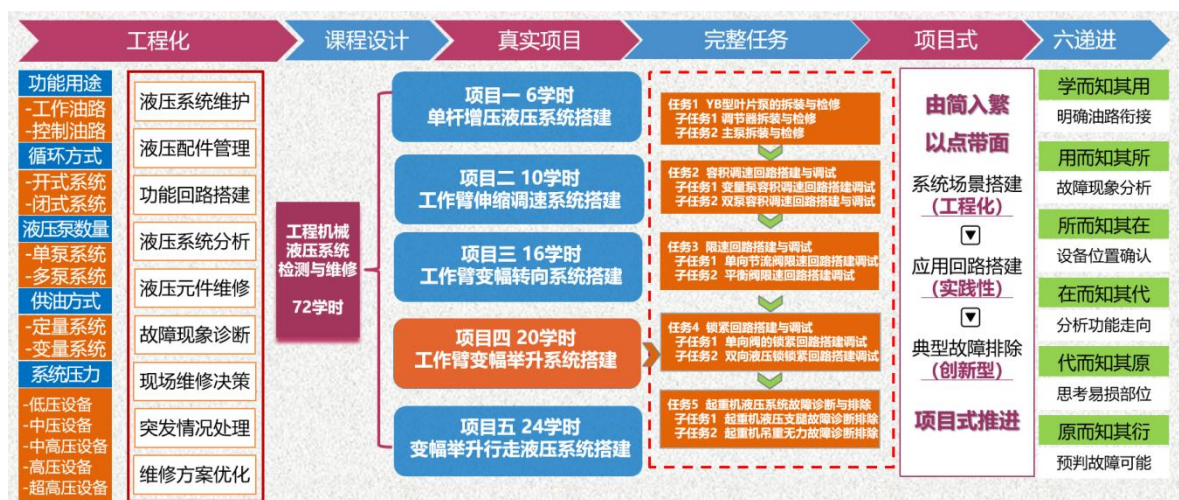 工程化
课程设计
真实项目
完整任务
项目式
六递进
功能用途
-工作油路
-控制油路
循环方式
-开式系统
-闭式系统
液压泵数量
-单泵系统
-多泵系统
供油方式
-定量系统
-变量系统
系统压力
-低压设备
-中压设备
-中高压设备
-高压设备
-超高压设备
液压系统维护
液压配件管理
功能回路搭建
液压系统分析
液压元件维修
故障现象诊断
现场维修决策
突发情况处理
维修方案优化
工程机械
液压系统
检测与维修
72学时
项目一 6学时
单杆增压液压系统搭建
项目二 10学时
工作臂伸缩调速系统搭建
项目三 16学时
工作臂变幅转向系统搭建
项目四 20学时
工作臂变幅举升系统搭建
项目五 24学时
变幅举升行走液压系统搭建
任务1 YB型叶片泵的拆装与检修
子任务1 调节器拆装与检修
子任务2 主泵拆装与检修
任务2 容积调速回路搭建与调试
子任务1 变量泵容积调速回路搭建调试
子任务2 双泵容积调速回路搭建与调试
任务3 限速回路搭建与调试
子任务1 单向节流阀限速回路搭建调试
子任务2 平衡阀限速回路搭建调试
任务4 锁紧回路搭建与调试
子任务1 单向阀的锁紧回路搭建调试
子任务2 双向液压锁锁紧回路搭建调试
任务5 起重机液压系统故障诊断与排除
子任务1 起重机液压支腿故障诊断排除
子任务2 起重机吊重无力故障诊断排除
由简入繁
以点带面
系统场景搭建
(工程化)
应用回路搭建
(实践性)
典型故障排除
(创新型)
项目式推进
学而知其用
明确油路衔接
用而知其所
故障现象分析
所而知其在
设备位置确认
在而知其代
分析功能走向
代而知其原
思考易损部位
原而知其衍
预判故障可能